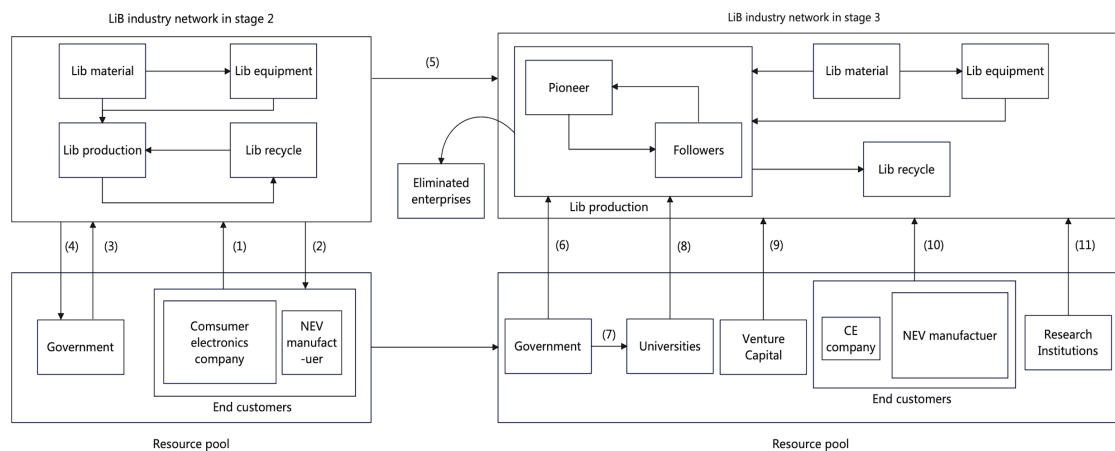 LiB industry network in stage 2
LiB industry network in stage 3
Lib material
Lib equipment
Lib production
Lib recycle
(5)
Pioneer
Followers
Lib production
Lib material
Lib equipment
Lib recycle
Eliminated
enterprises
(4)
(3)
(1)
(2)
(6)
(8)
(9)
(10)
(11)
Government
Comsumer
electronics
company
NEV
manufact
-uer
End customers
Resource pool
Government
(7)
Universities
Venture
Capital
CE
company
NEV manufactuer
End customers
Research
Institutions
Resource pool